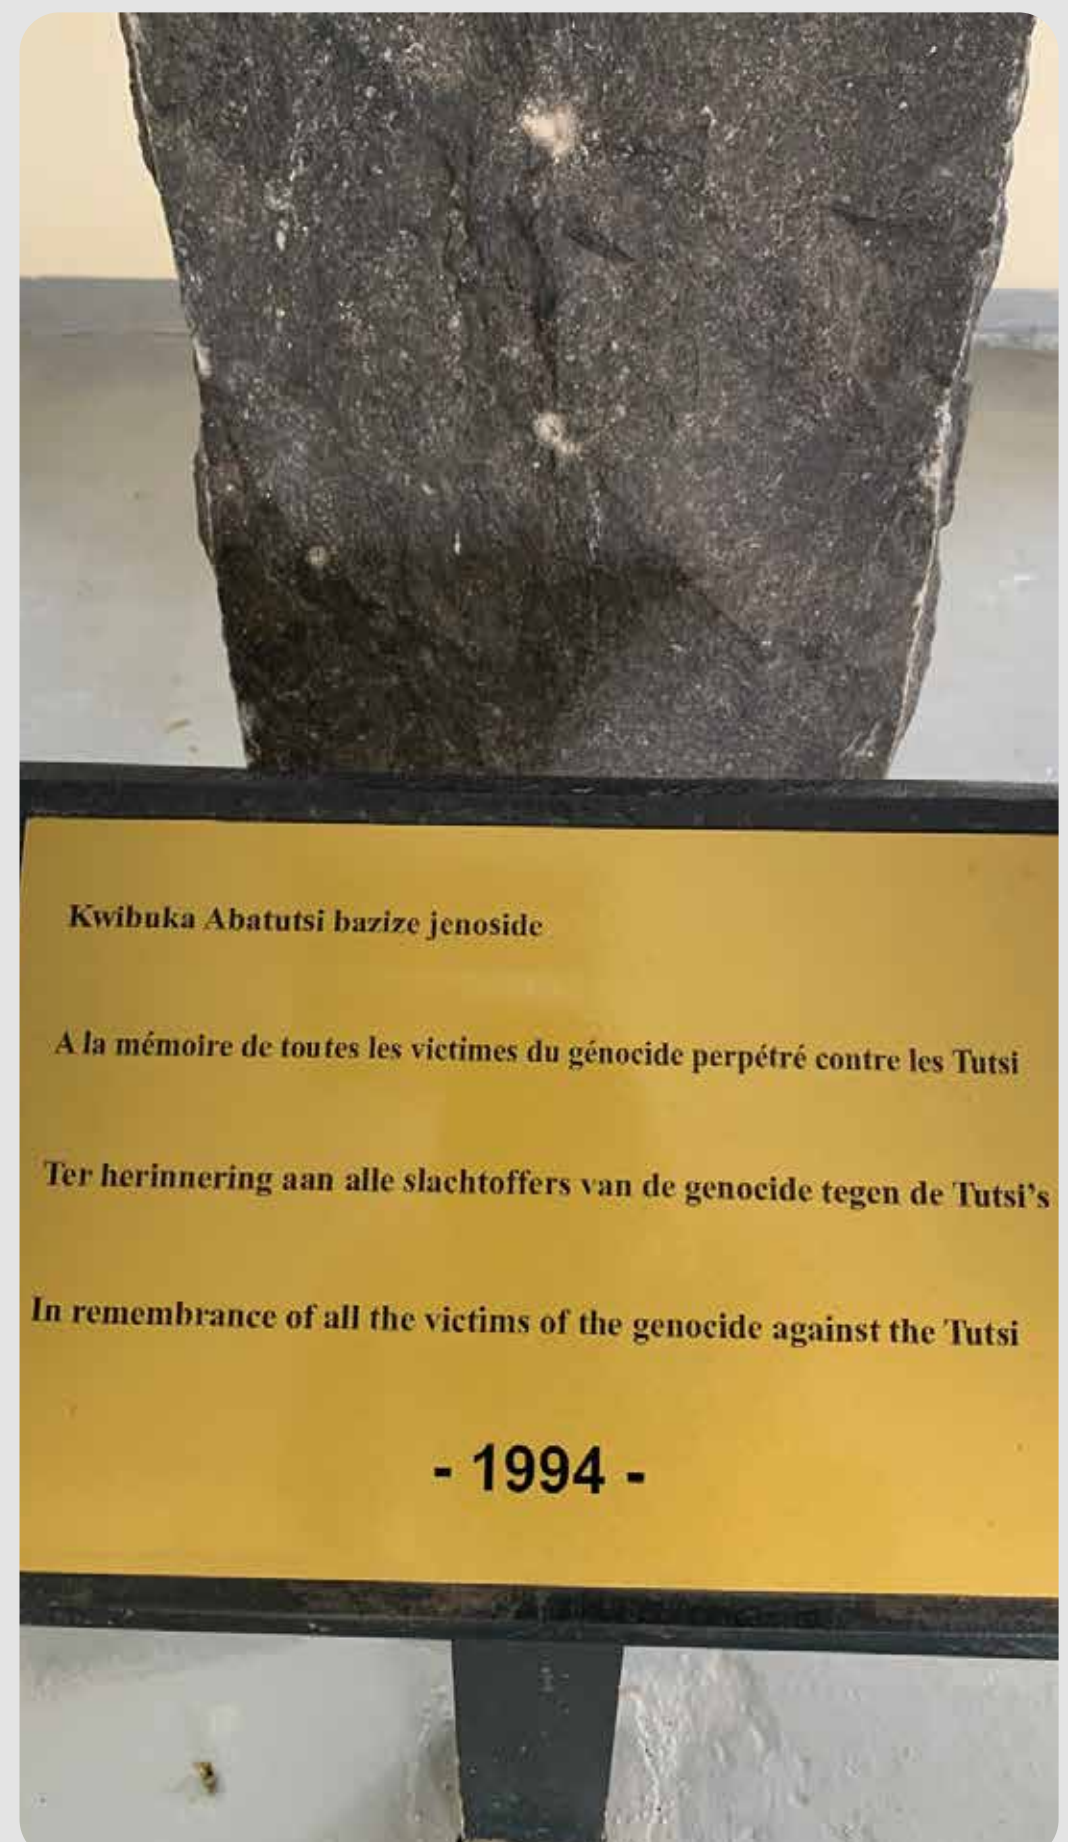 Kwibuka Abatutsi bazize jenoside
A la mémoire de toutes les victimes du génocide perpétré contre les Tutsi
Ter herinnering aan alle slachtoffers van de genocide tegen de Tutsi’s
In remembrance of all the victims of the genocide against the Tutsi
- 1994 -